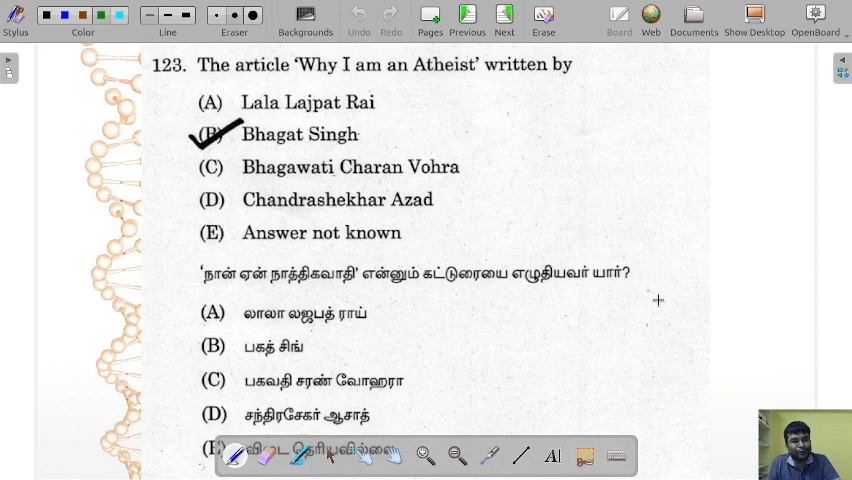 Stylus
Color
Line
Eraser
Backgrounds
Undo
Redo
Pages
Previous
Next
Erase
Board
Web
Documents
Show Desktop
OpenBoard
123. The article ‘Why I am an Atheist’ written by
(A) Lala Lajpat Rai
(B) Bhagat Singh
(C) Bhagawati Charan Vohra
(D) Chandrashekhar Azad
(E) Answer not known
‘நான் ஏன் நாத்திகவாதி’ என்னும் கட்டுரையை எழுதியவர் யார்?
(A) லாலா லஜபத் ராய்
(B) பகத் சிங்
(C) பகவதி சரண் வோஹரா
(D) சந்திரசேகர் ஆசாத்
(E) விடை தெரியவில்லை
AI